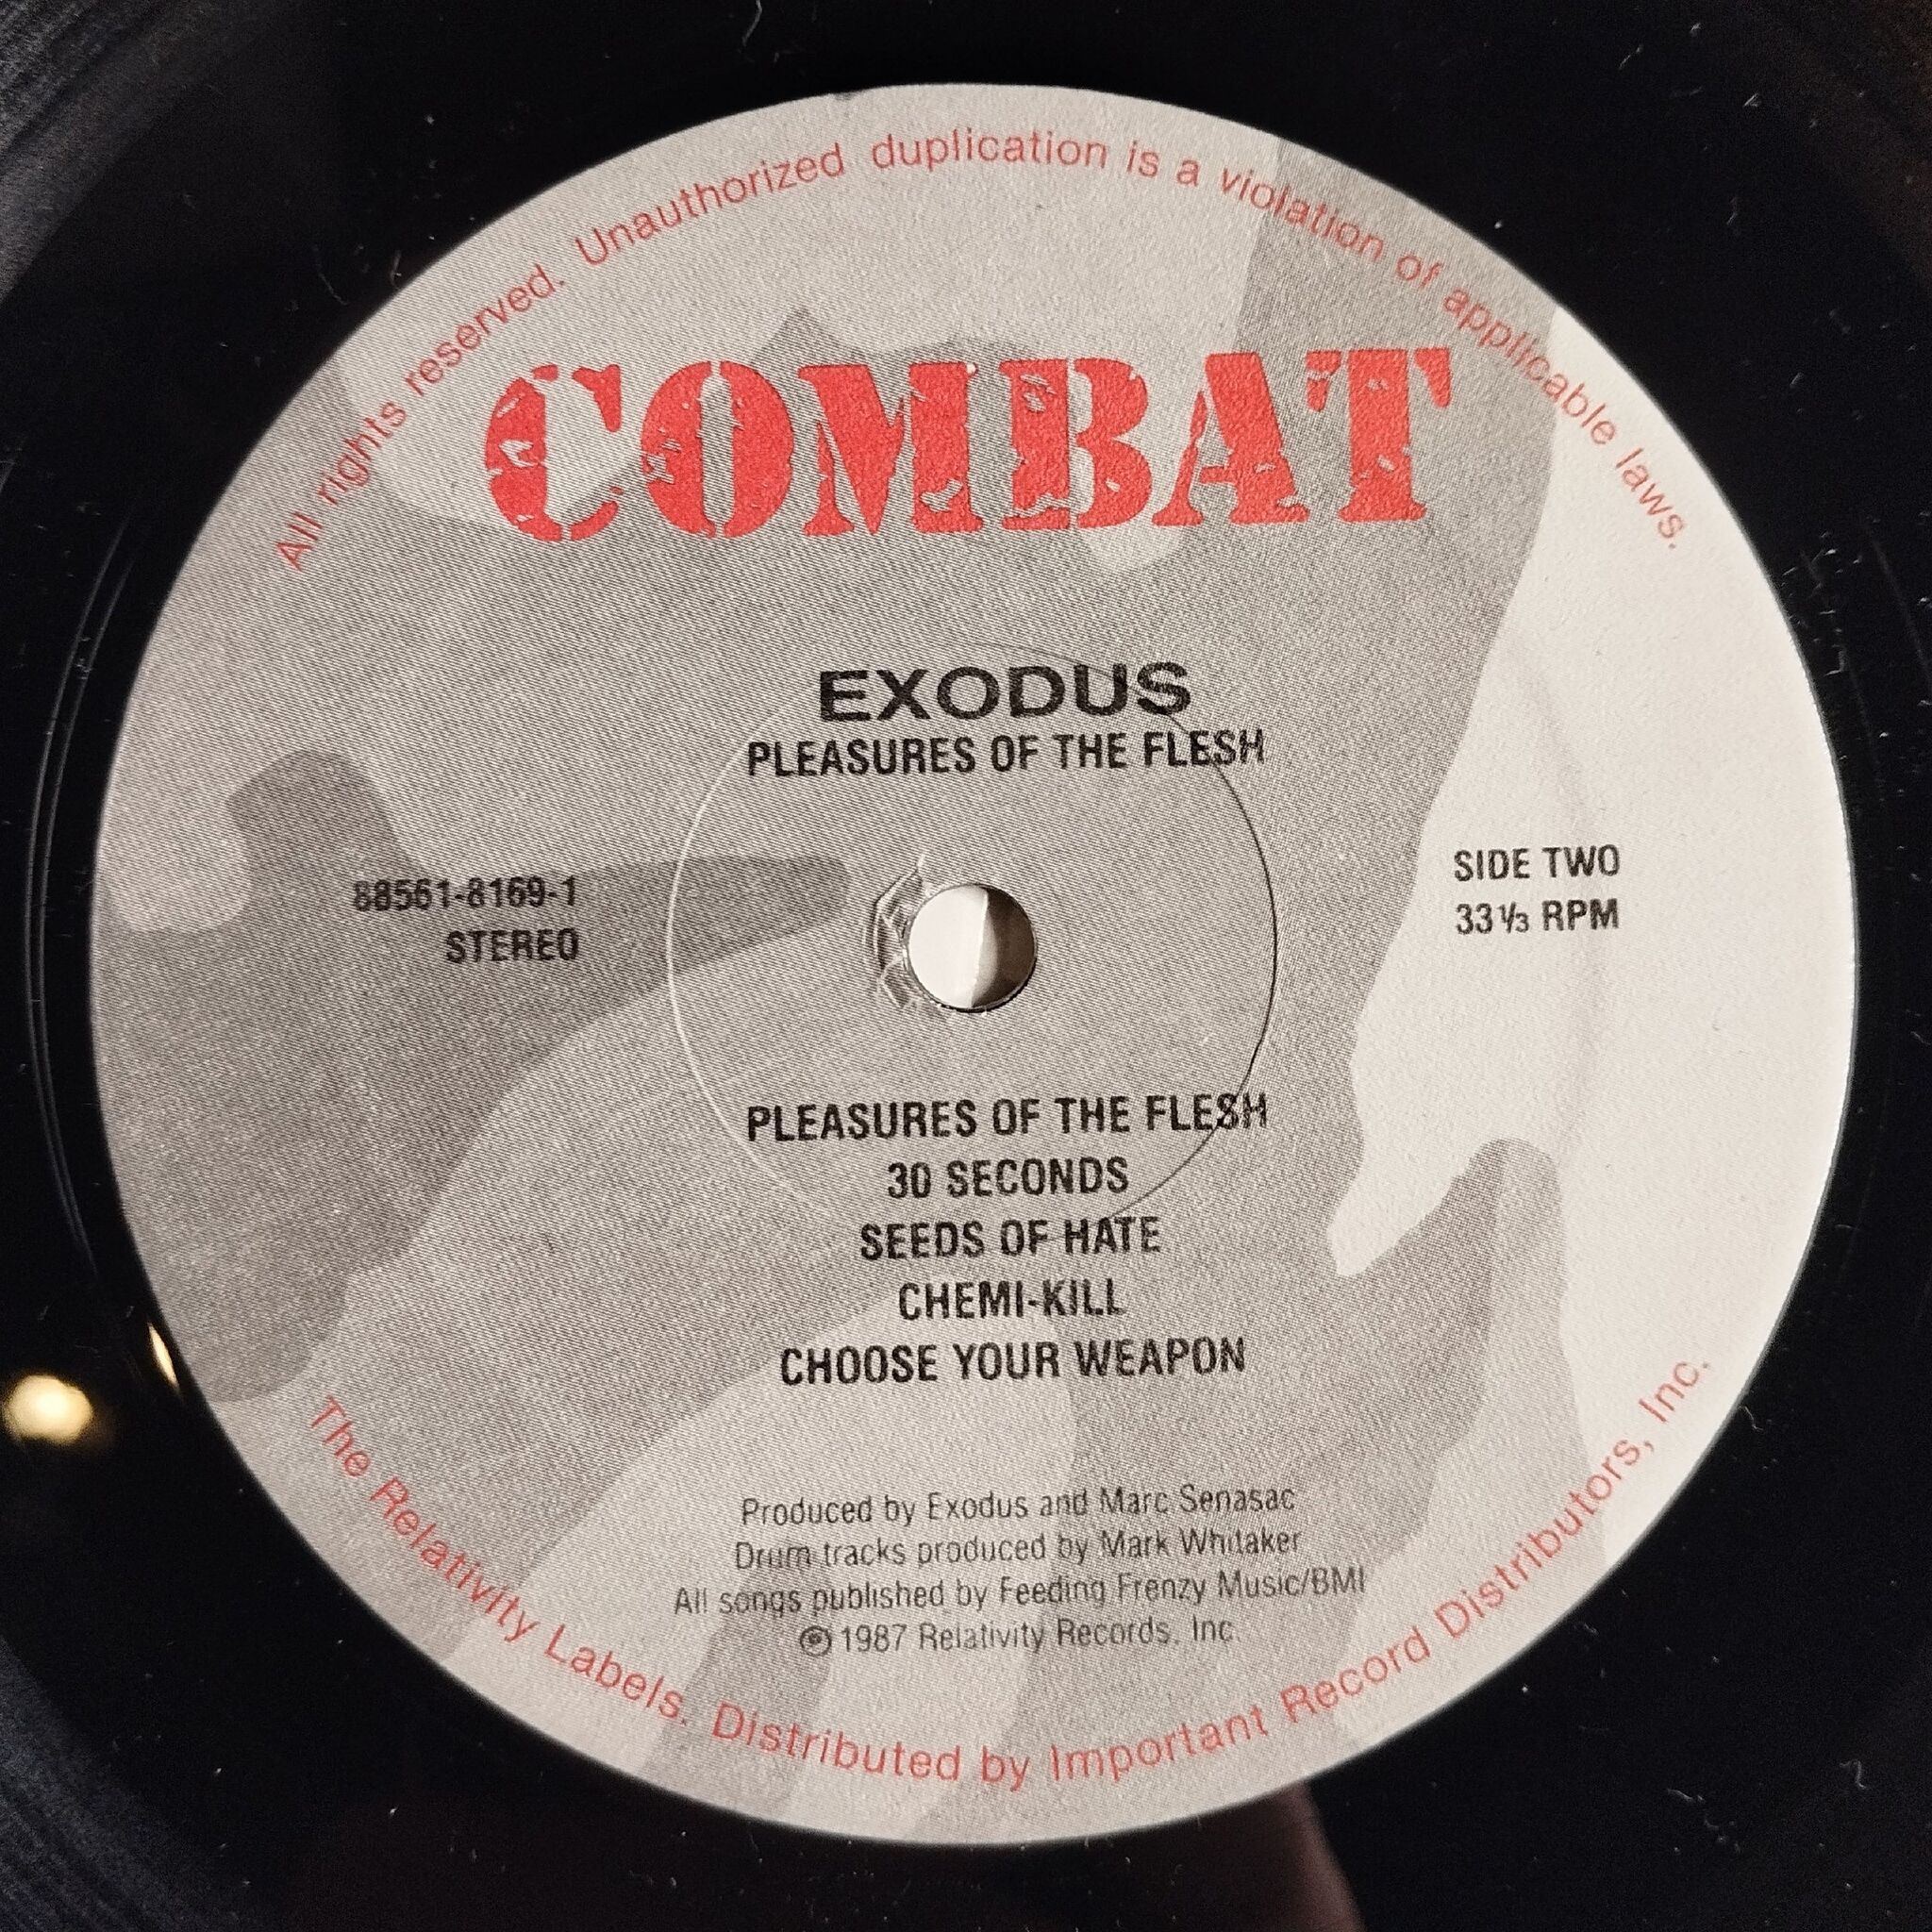 All rights reserved. Unauthorized duplication is a violation of applicable laws.
COMBAT
EXODUS
PLEASURES OF THE FLESH
88561-8169-1
STEREO
SIDE TWO
33⅓ RPM
PLEASURES OF THE FLESH
30 SECONDS
SEEDS OF HATE
CHEMI-KILL
CHOOSE YOUR WEAPON
Produced by Exodus and Marc Senasac
Drum tracks produced by Mark Whitaker
All songs published by Feeding Frenzy Music/BMI
℗ 1987 Relativity Records, Inc.
The Relativity Labels. Distributed by Important Record Distributors, Inc.